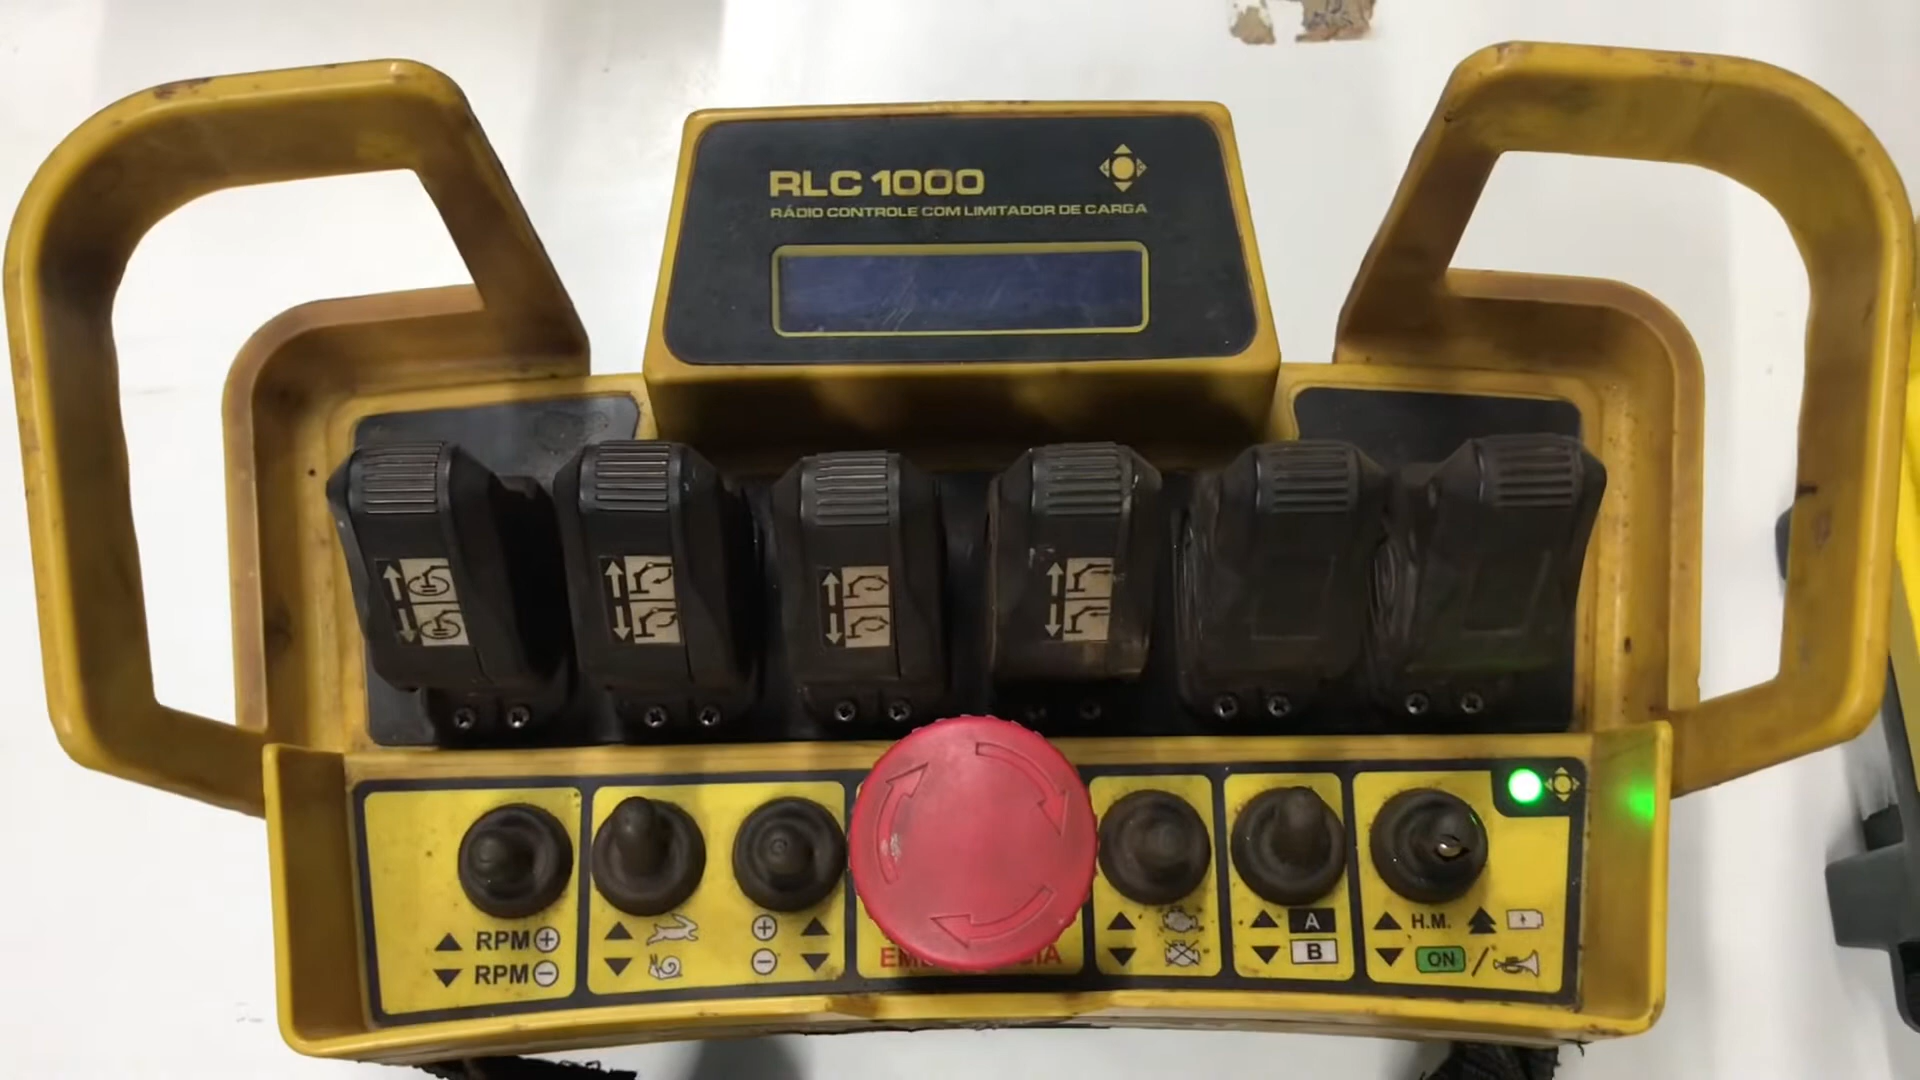 RLC 1000
RÁDIO CONTROLE COM LIMITADOR DE CARGA
RPM +
RPM -
+
-
A
B
H.M.
ON /